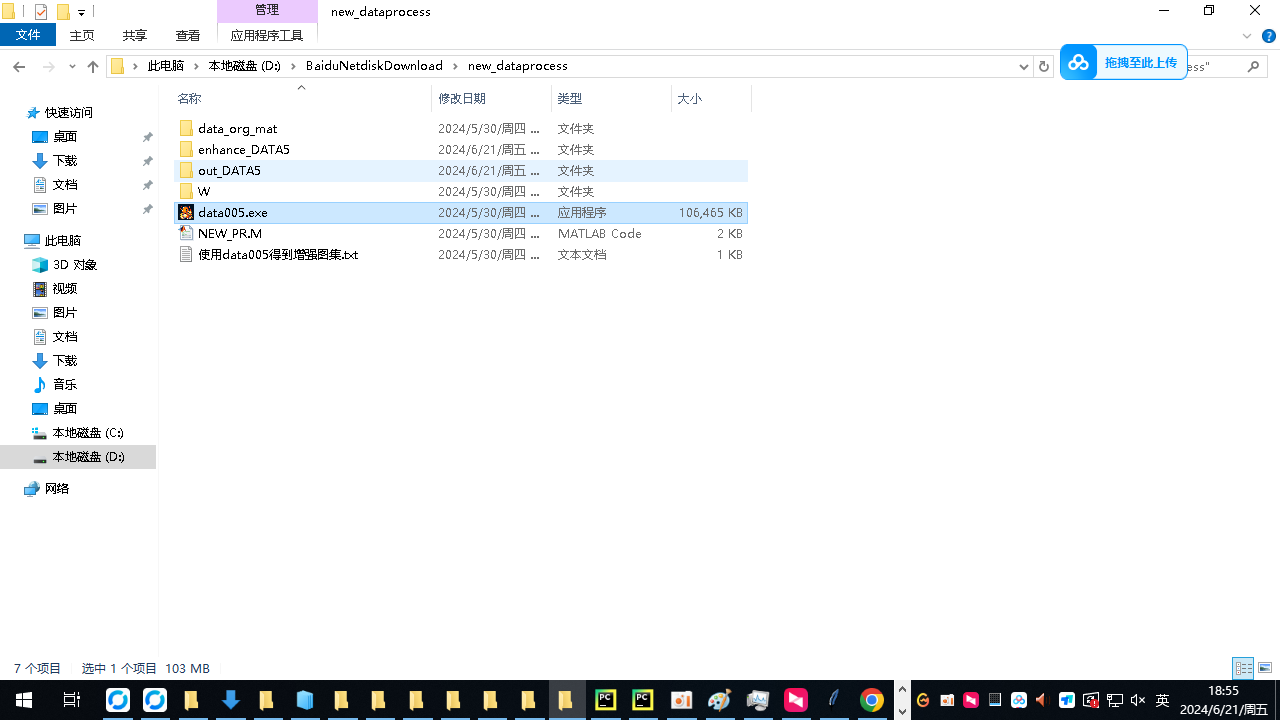 管理
new_dataprocess
文件
主页
共享
查看
应用程序工具
此电脑
本地磁盘 (D:)
BaiduNetdiskDownload
new_dataprocess
拖拽至此上传
ess"
名称
修改日期
类型
大小
data_org_mat 2024/5/30/周四 ... 文件夹
enhance_DATA5 2024/6/21/周五 ... 文件夹
out_DATA5 2024/6/21/周五 ... 文件夹
W 2024/5/30/周四 ... 文件夹
data005.exe 2024/5/30/周四 ... 应用程序 106,465 KB
NEW_PR.M 2024/5/30/周四 ... MATLAB Code 2 KB
使用data005得到增强图集.txt 2024/5/30/周四 ... 文本文档 1 KB
快速访问
桌面
下载
文档
图片
此电脑
3D 对象
视频
图片
文档
下载
音乐
桌面
本地磁盘 (C:)
本地磁盘 (D:)
网络
7 个项目
选中 1 个项目 103 MB
PC
PC
英
18:55
2024/6/21/周五